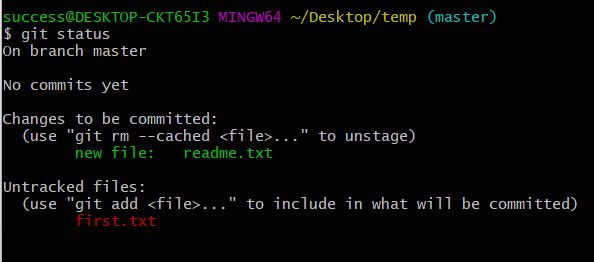 success@DESKTOP-CKT65I3 MINGW64 ~/Desktop/temp (master)
$ git status
On branch master
No commits yet
Changes to be committed:
(use "git rm --cached <file>..." to unstage)
new file: readme.txt
Untracked files:
(use "git add <file>..." to include in what will be committed)
first.txt